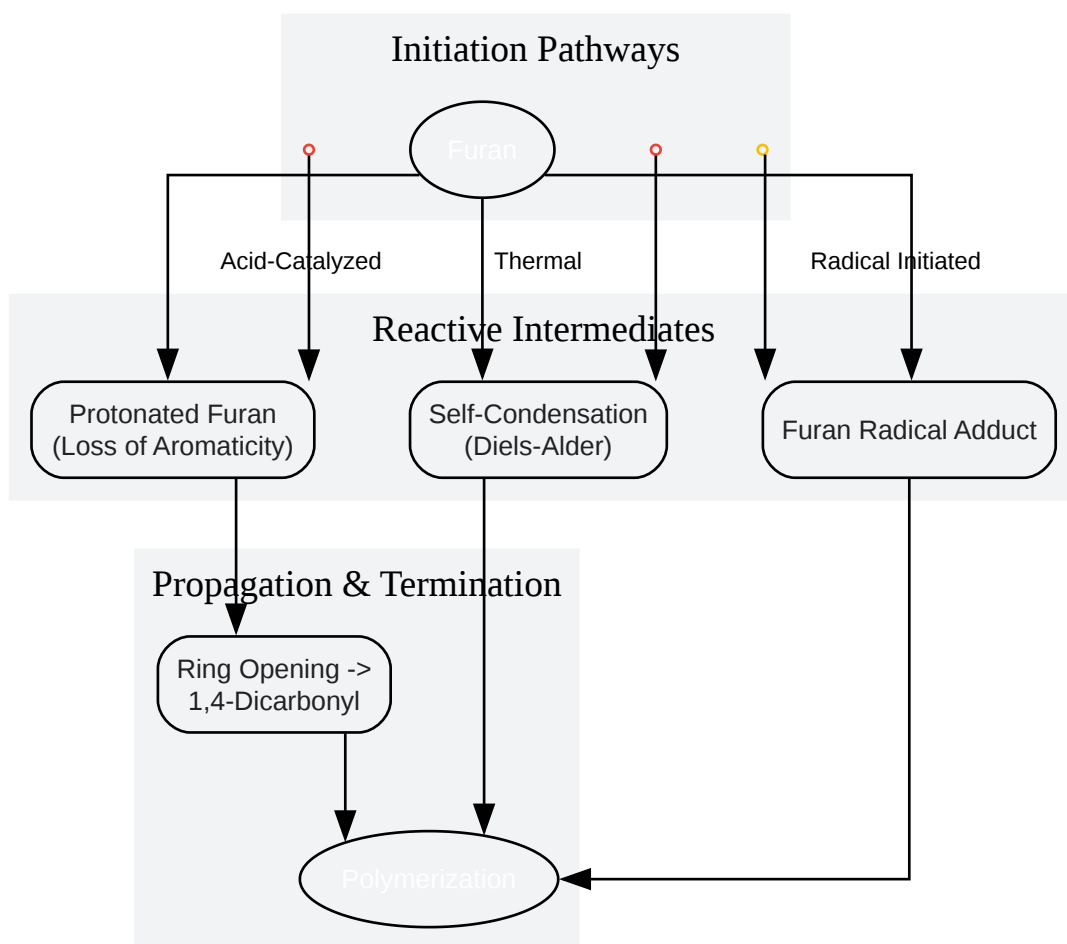 Initiation Pathways
Furan
Acid-Catalyzed
Thermal
Radical Initiated
Reactive Intermediates
Protonated Furan
(Loss of Aromaticity)
Self-Condensation
(Diels-Alder)
Furan Radical Adduct
Propagation & Termination
Ring Opening ->
1,4-Dicarbonyl
Polymerization